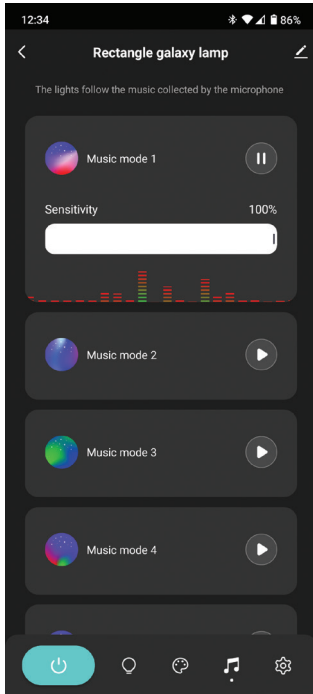 12:34
86%
Rectangle galaxy lamp
The lights follow the music collected by the microphone
Music mode 1
Sensitivity 100%
Music mode 2
Music mode 3
Music mode 4